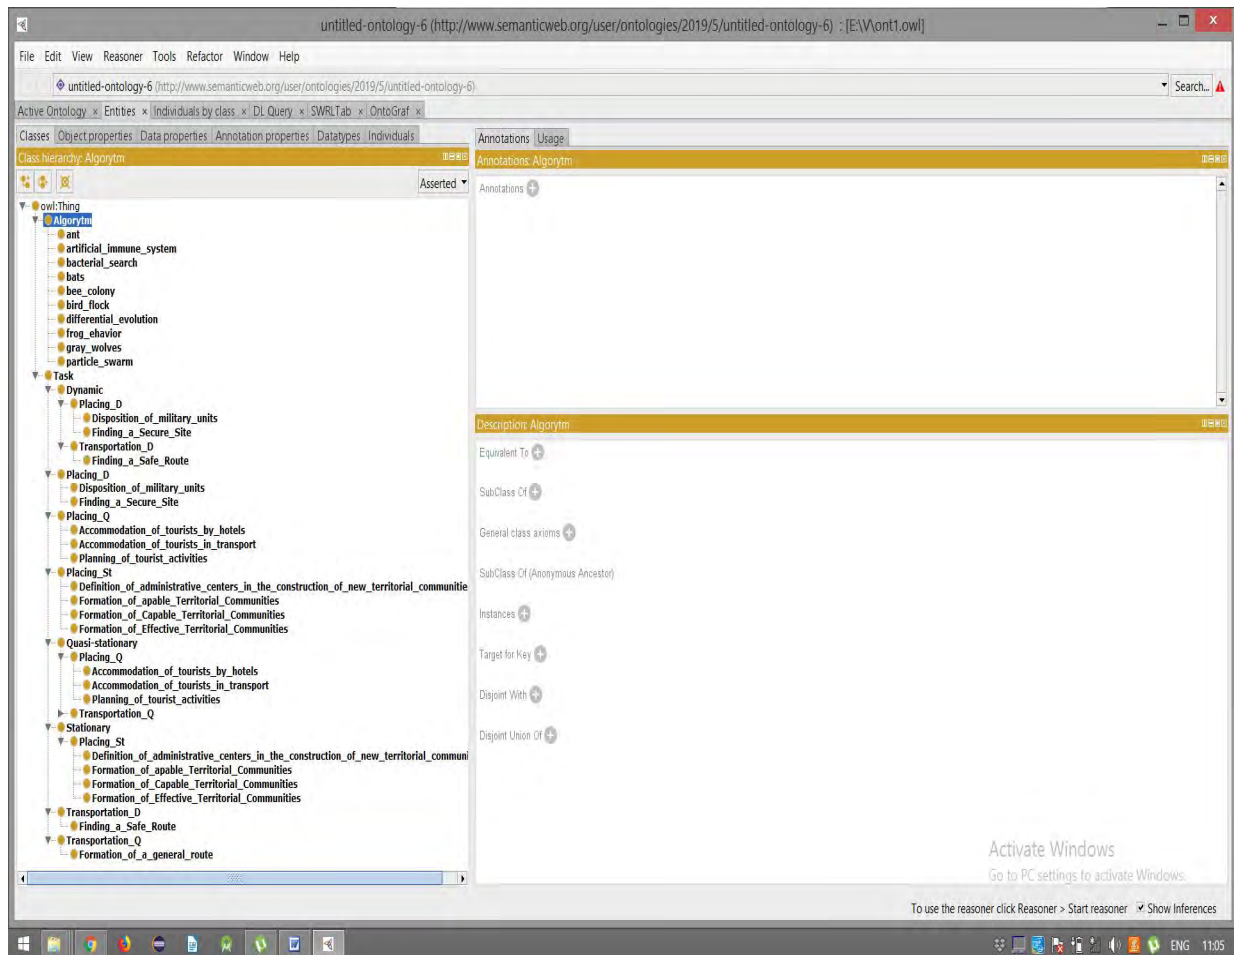 untitled-ontology-6 (http://www.semanticweb.org/user/ontologies/2019/5/untitled-ontology-6) : [E:\V\ont1.owl]
File Edit View Reasoner Tools Refactor Window Help
untitled-ontology-6 (http://www.semanticweb.org/user/ontologies/2019/5/untitled-ontology-6)
Search...
Active Ontology × Entities × Individuals by class × DL Query × SWRLTab × OntoGraf ×
Classes Object properties Data properties Annotation properties Datatypes Individuals
Class hierarchy: Algorytm
Asserted
owl:Thing
Algorytm
ant
artificial_immune_system
bacterial_search
bats
bee_colony
bird_flock
differential_evolution
frog_ehavior
gray_wolves
particle_swarm
Task
Dynamic
Placing_D
Disposition_of_military_units
Finding_a_Secure_Site
Transportation_D
Finding_a_Safe_Route
Placing_D
Disposition_of_military_units
Finding_a_Secure_Site
Placing_Q
Accommodation_of_tourists_by_hotels
Accommodation_of_tourists_in_transport
Planning_of_tourist_activities
Placing_St
Definition_of_administrative_centers_in_the_construction_of_new_territorial_communitie
Formation_of_apable_Territorial_Communities
Formation_of_Capable_Territorial_Communities
Formation_of_Effective_Territorial_Communities
Quasi-stationary
Placing_Q
Accommodation_of_tourists_by_hotels
Accommodation_of_tourists_in_transport
Planning_of_tourist_activities
Transportation_Q
Stationary
Placing_St
Definition_of_administrative_centers_in_the_construction_of_new_territorial_communi
Formation_of_apable_Territorial_Communities
Formation_of_Capable_Territorial_Communities
Formation_of_Effective_Territorial_Communities
Transportation_D
Finding_a_Safe_Route
Transportation_Q
Formation_of_a_general_route
Annotations Usage
Annotations: Algorytm
Annotations
Description: Algorytm
Equivalent To
SubClass Of
General class axioms
SubClass Of (Anonymous Ancestor)
Instances
Target for Key
Disjoint With
Disjoint Union Of
Activate Windows
Go to PC settings to activate Windows.
To use the reasoner click Reasoner > Start reasoner Show Inferences
ENG 11:05